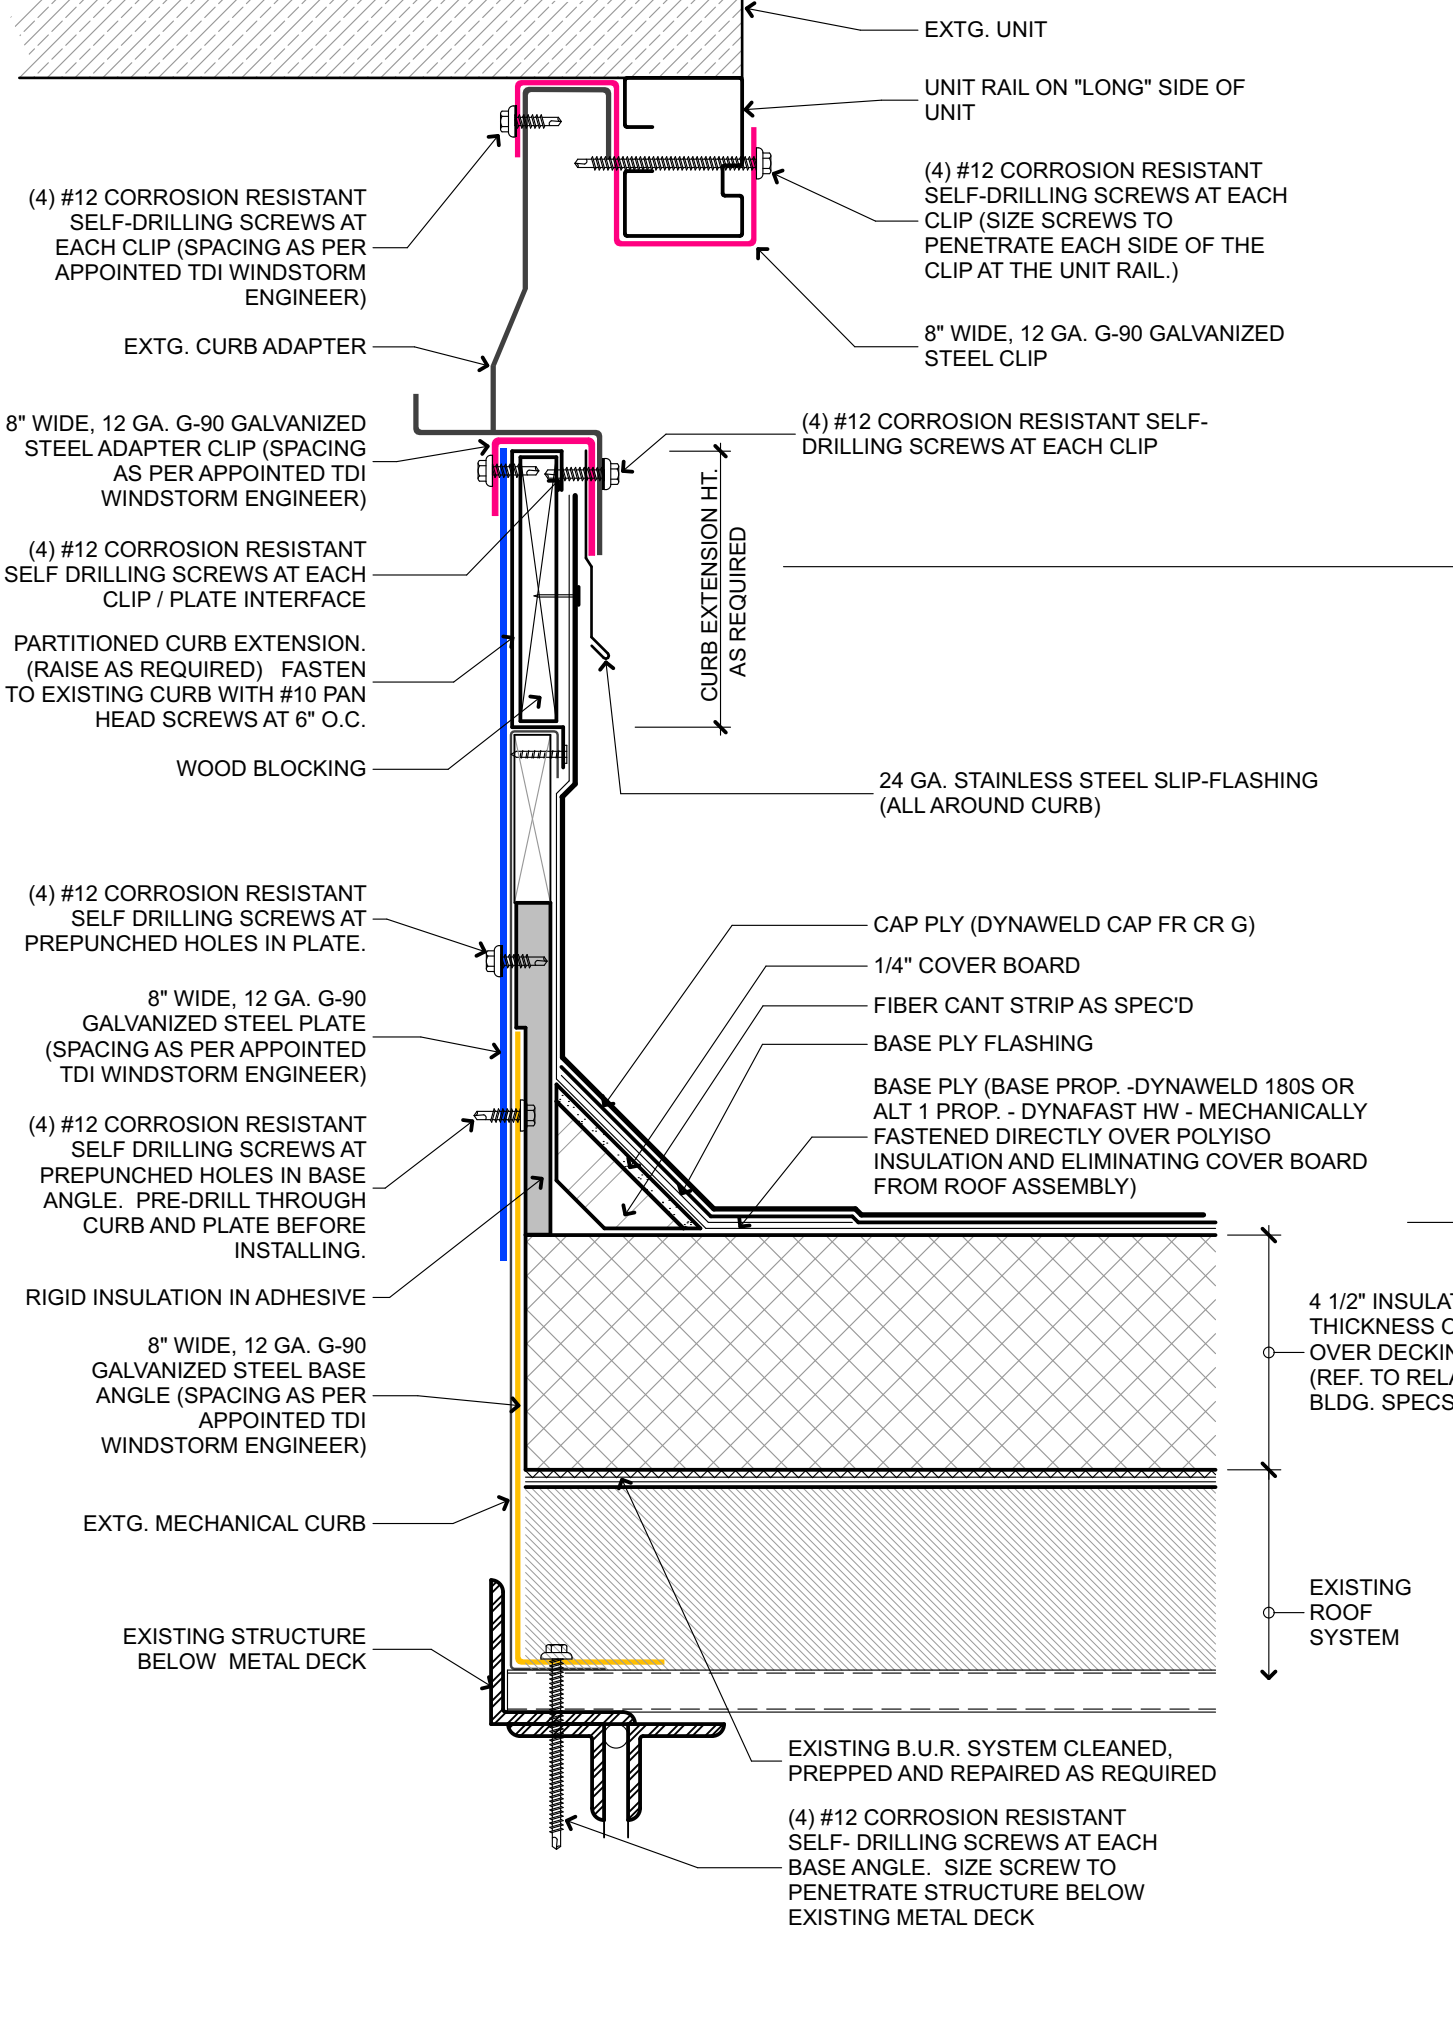 EXTG. UNIT
UNIT RAIL ON "LONG" SIDE OF
UNIT
(4) #12 CORROSION RESISTANT
SELF-DRILLING SCREWS AT EACH
CLIP (SIZE SCREWS TO
PENETRATE EACH SIDE OF THE
CLIP AT THE UNIT RAIL.)
8" WIDE, 12 GA. G-90 GALVANIZED
STEEL CLIP
(4) #12 CORROSION RESISTANT
SELF-DRILLING SCREWS AT
EACH CLIP (SPACING AS PER
APPOINTED TDI WINDSTORM
ENGINEER)
EXTG. CURB ADAPTER
8" WIDE, 12 GA. G-90 GALVANIZED
STEEL ADAPTER CLIP (SPACING
AS PER APPOINTED TDI
WINDSTORM ENGINEER)
(4) #12 CORROSION RESISTANT SELF-
DRILLING SCREWS AT EACH CLIP
CURB EXTENSION HT.
AS REQUIRED
(4) #12 CORROSION RESISTANT
SELF DRILLING SCREWS AT EACH
CLIP / PLATE INTERFACE
PARTITIONED CURB EXTENSION.
(RAISE AS REQUIRED) FASTEN
TO EXISTING CURB WITH #10 PAN
HEAD SCREWS AT 6" O.C.
WOOD BLOCKING
24 GA. STAINLESS STEEL SLIP-FLASHING
(ALL AROUND CURB)
(4) #12 CORROSION RESISTANT
SELF DRILLING SCREWS AT
PREPUNCHED HOLES IN PLATE.
8" WIDE, 12 GA. G-90
GALVANIZED STEEL PLATE
(SPACING AS PER APPOINTED
TDI WINDSTORM ENGINEER)
(4) #12 CORROSION RESISTANT
SELF DRILLING SCREWS AT
PREPUNCHED HOLES IN BASE
ANGLE. PRE-DRILL THROUGH
CURB AND PLATE BEFORE
INSTALLING.
RIGID INSULATION IN ADHESIVE
8" WIDE, 12 GA. G-90
GALVANIZED STEEL BASE
ANGLE (SPACING AS PER
APPOINTED TDI
WINDSTORM ENGINEER)
EXTG. MECHANICAL CURB
EXISTING STRUCTURE
BELOW METAL DECK
CAP PLY (DYNAWELD CAP FR CR G)
1/4" COVER BOARD
FIBER CANT STRIP AS SPEC'D
BASE PLY FLASHING
BASE PLY (BASE PROP. -DYNAWELD 180S OR
ALT 1 PROP. - DYNAFAST HW - MECHANICALLY
FASTENED DIRECTLY OVER POLYISO
INSULATION AND ELIMINATING COVER BOARD
FROM ROOF ASSEMBLY)
4 1/2" INSULAT
THICKNESS
OVER DECKIN
(REF. TO RELA
BLDG. SPECS
EXISTING
ROOF
SYSTEM
EXISTING B.U.R. SYSTEM CLEANED,
PREPPED AND REPAIRED AS REQUIRED
(4) #12 CORROSION RESISTANT
SELF- DRILLING SCREWS AT EACH
BASE ANGLE. SIZE SCREW TO
PENETRATE STRUCTURE BELOW
EXISTING METAL DECK